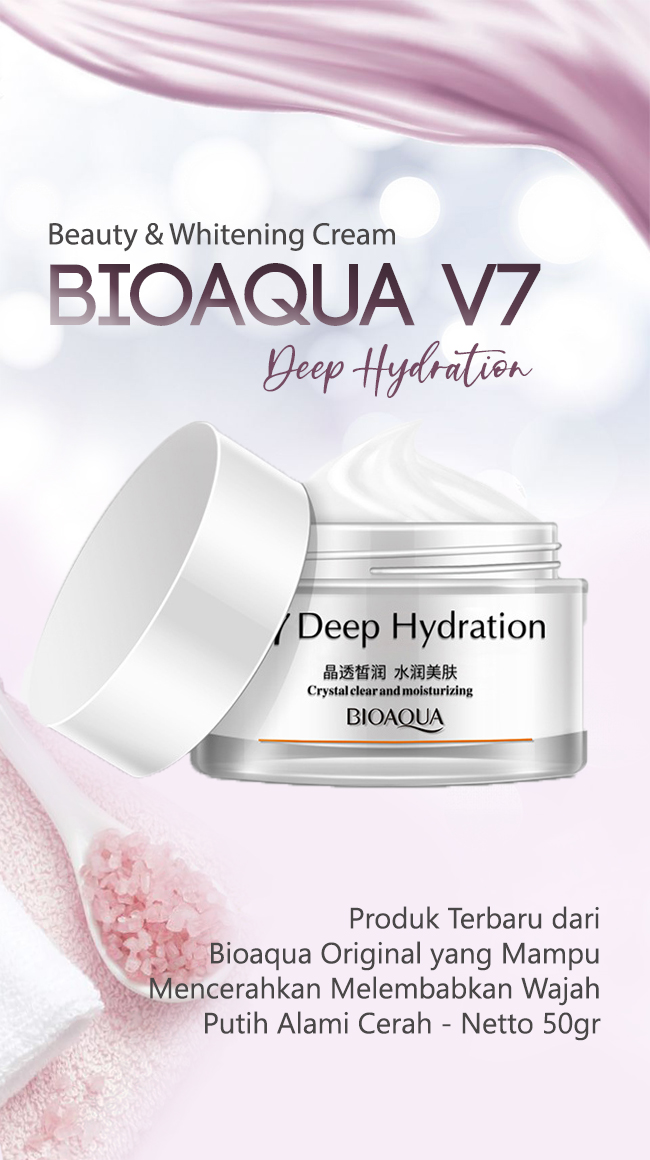 Beauty & Whitening Cream
BIOAQUA V7
Deep Hydration
7 Deep Hydration
晶透皙润 水润美肤
Crystal clear and moisturizing
BIOAQUA
Produk Terbaru dari
Bioaqua Original yang Mampu
Mencerahkan Melembabkan Wajah
Putih Alami Cerah - Netto 50gr